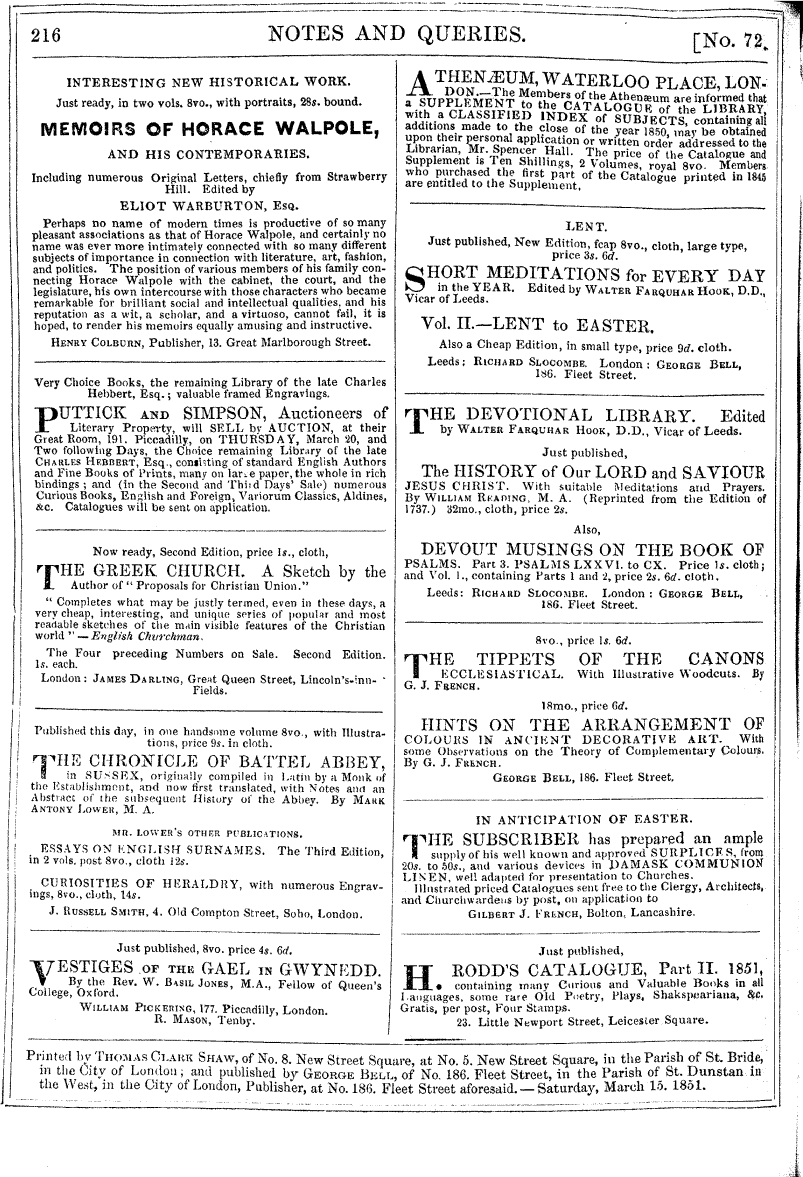 216
NOTES AND QUERIES.
[No. 72.
INTERESTING NEW HISTORICAL WORK.
Just ready, in two vols. 8vo., with portraits, 28s. bound.
MEMOIRS OF HORACE WALPOLE,
AND HIS CONTEMPORARIES.
Including numerous Original Letters, chiefly from Strawberry
Hill. Edited by
ELIOT WARBURTON, ESQ.
Perhaps no name of modern times is productive of so many
pleasant associations as that of Horace Walpole, and certainly no
name was ever more intimately connected with so many different
subjects of importance in connection with literature, art, fashion,
and politics. The position of various members of his family con-
necting Horace Walpole with the cabinet, the court, and the
legislature, his own intercourse with those characters who became
remarkable for brilliant social and intellectual qualities, and his
reputation as a wit, a scholar, and a virtuoso, cannot fail, it is
hoped, to render his memoirs equally amusing and instructive.
HENRY COLBURN, Publisher, 13. Great Marlborough Street.
Very Choice Books, the remaining Library of the late Charles
Hebbert, Esq.; valuable framed Engravings.
PUTTICK AND SIMPSON, Auctioneers of
Literary Property, will SELL by AUCTION, at their
Great Room, 191. Piccadilly, on THURSDAY, March 20, and
Two following Days, the Choice remaining Library of the late
CHARLES HEBBERT, Esq., consisting of standard English Authors
and Fine Books of Prints, many on large paper, the whole in rich
bindings; and (in the Second and Third Days' Sale) numerous
Curious Books, English and Foreign, Variorum Classics, Aldines,
&c. Catalogues will be sent on application.
Now ready, Second Edition, price 1s., cloth,
THE GREEK CHURCH. A Sketch by the
Author of "Proposals for Christian Union."
"Completes what may be justly termed, even in these days, a
very cheap, interesting, and unique series of popular and most
readable sketches of the main visible features of the Christian
world" — English Churchman.
The Four preceding Numbers on Sale. Second Edition.
1s. each.
London: JAMES DARLING, Great Queen Street, Lincoln's-inn-
Fields.
Published this day, in one handsome volume 8vo., with Illustra-
tions, price 9s. in cloth.
THE CHRONICLE OF BATTEL ABBEY,
in SUSSEX, originally compiled in Latin by a Monk of
the Establishment, and now first translated, with Notes and an
Abstract of the subsequent History of the Abbey. By MARK
ANTONY LOWER, M. A.
MR. LOWER'S OTHER PUBLICATIONS.
ESSAYS ON ENGLISH SURNAMES. The Third Edition,
in 2 vols. post 8vo., cloth 12s.
CURIOSITIES OF HERALDRY, with numerous Engrav-
ings, 8vo., cloth, 14s.
J. RUSSELL SMITH, 4. Old Compton Street, Soho, London.
Just published, 8vo. price 4s. 6d.
VESTIGES OF THE GAEL IN GWYNEDD.
By the Rev. W. BASIL JONES, M.A., Fellow of Queen's
College, Oxford.
WILLIAM PICKERING, 177. Piccadilly, London.
R. MASON, Tenby.
ATHENÆUM, WATERLOO PLACE, LON-
DON.—The Members of the Athenæum are informed that
a SUPPLEMENT to the CATALOGUE of the LIBRARY,
with a CLASSIFIED INDEX of SUBJECTS, containing all
additions made to the close of the year 1850, may be obtained
upon their personal application or written order addressed to the
Librarian, Mr. Spencer Hall. The price of the Catalogue and
Supplement is Ten Shillings, 2 Volumes, royal 8vo. Members
who purchased the first part of the Catalogue printed in 1845
are entitled to the Supplement.
LENT.
Just published, New Edition, fcap 8vo., cloth, large type,
price 3s. 6d.
SHORT MEDITATIONS for EVERY DAY
in the YEAR. Edited by WALTER FARQUHAR HOOK, D.D.,
Vicar of Leeds.
Vol. II.—LENT to EASTER.
Also a Cheap Edition, in small type, price 9d. cloth.
Leeds: RICHARD SLOCOMBE. London: GEORGE BELL,
186. Fleet Street.
THE DEVOTIONAL LIBRARY. Edited
by WALTER FARQUHAR HOOK, D.D., Vicar of Leeds.
Just published,
The HISTORY of Our LORD and SAVIOUR
JESUS CHRIST. With suitable Meditations and Prayers.
By WILLIAM READING, M. A. (Reprinted from the Edition of
1737.) 32mo., cloth, price 2s.
Also,
DEVOUT MUSINGS ON THE BOOK OF
PSALMS. Part 3. PSALMS LXXVI. to CX. Price 1s. cloth;
and Vol. I., containing Parts 1 and 2, price 2s. 6d. cloth.
Leeds: RICHARD SLOCOMBE. London: GEORGE BELL,
186. Fleet Street.
8vo., price 1s. 6d.
THE TIPPETS OF THE CANONS
ECCLESIASTICAL. With Illustrative Woodcuts. By
G. J. FRENCH.
18mo., price 6d.
HINTS ON THE ARRANGEMENT OF
COLOURS IN ANCIENT DECORATIVE ART. With
some Observations on the Theory of Complementary Colours.
By G. J. FRENCH.
GEORGE BELL, 186. Fleet Street.
IN ANTICIPATION OF EASTER.
THE SUBSCRIBER has prepared an ample
supply of his well known and approved SURPLICES, from
20s. to 50s., and various devices in DAMASK COMMUNION
LINEN, well adapted for presentation to Churches.
Illustrated priced Catalogues sent free to the Clergy, Architects,
and Churchwardens by post, on application to
GILBERT J. FRENCH, Bolton, Lancashire.
Just published,
H. RODD'S CATALOGUE, Part II. 1851,
containing many Curious and Valuable Books in all
Languages, some rare Old Poetry, Plays, Shakspeariana, &c.
Gratis, per post, Four Stamps.
23. Little Newport Street, Leicester Square.
Printed by THOMAS CLARK SHAW, of No. 8. New Street Square, at No. 5. New Street Square, in the Parish of St. Bride,
in the City of London; and published by GEORGE BELL, of No. 186. Fleet Street, in the Parish of St. Dunstan in
the West, in the City of London, Publisher, at No. 186. Fleet Street aforesaid.—Saturday, March 15. 1851.